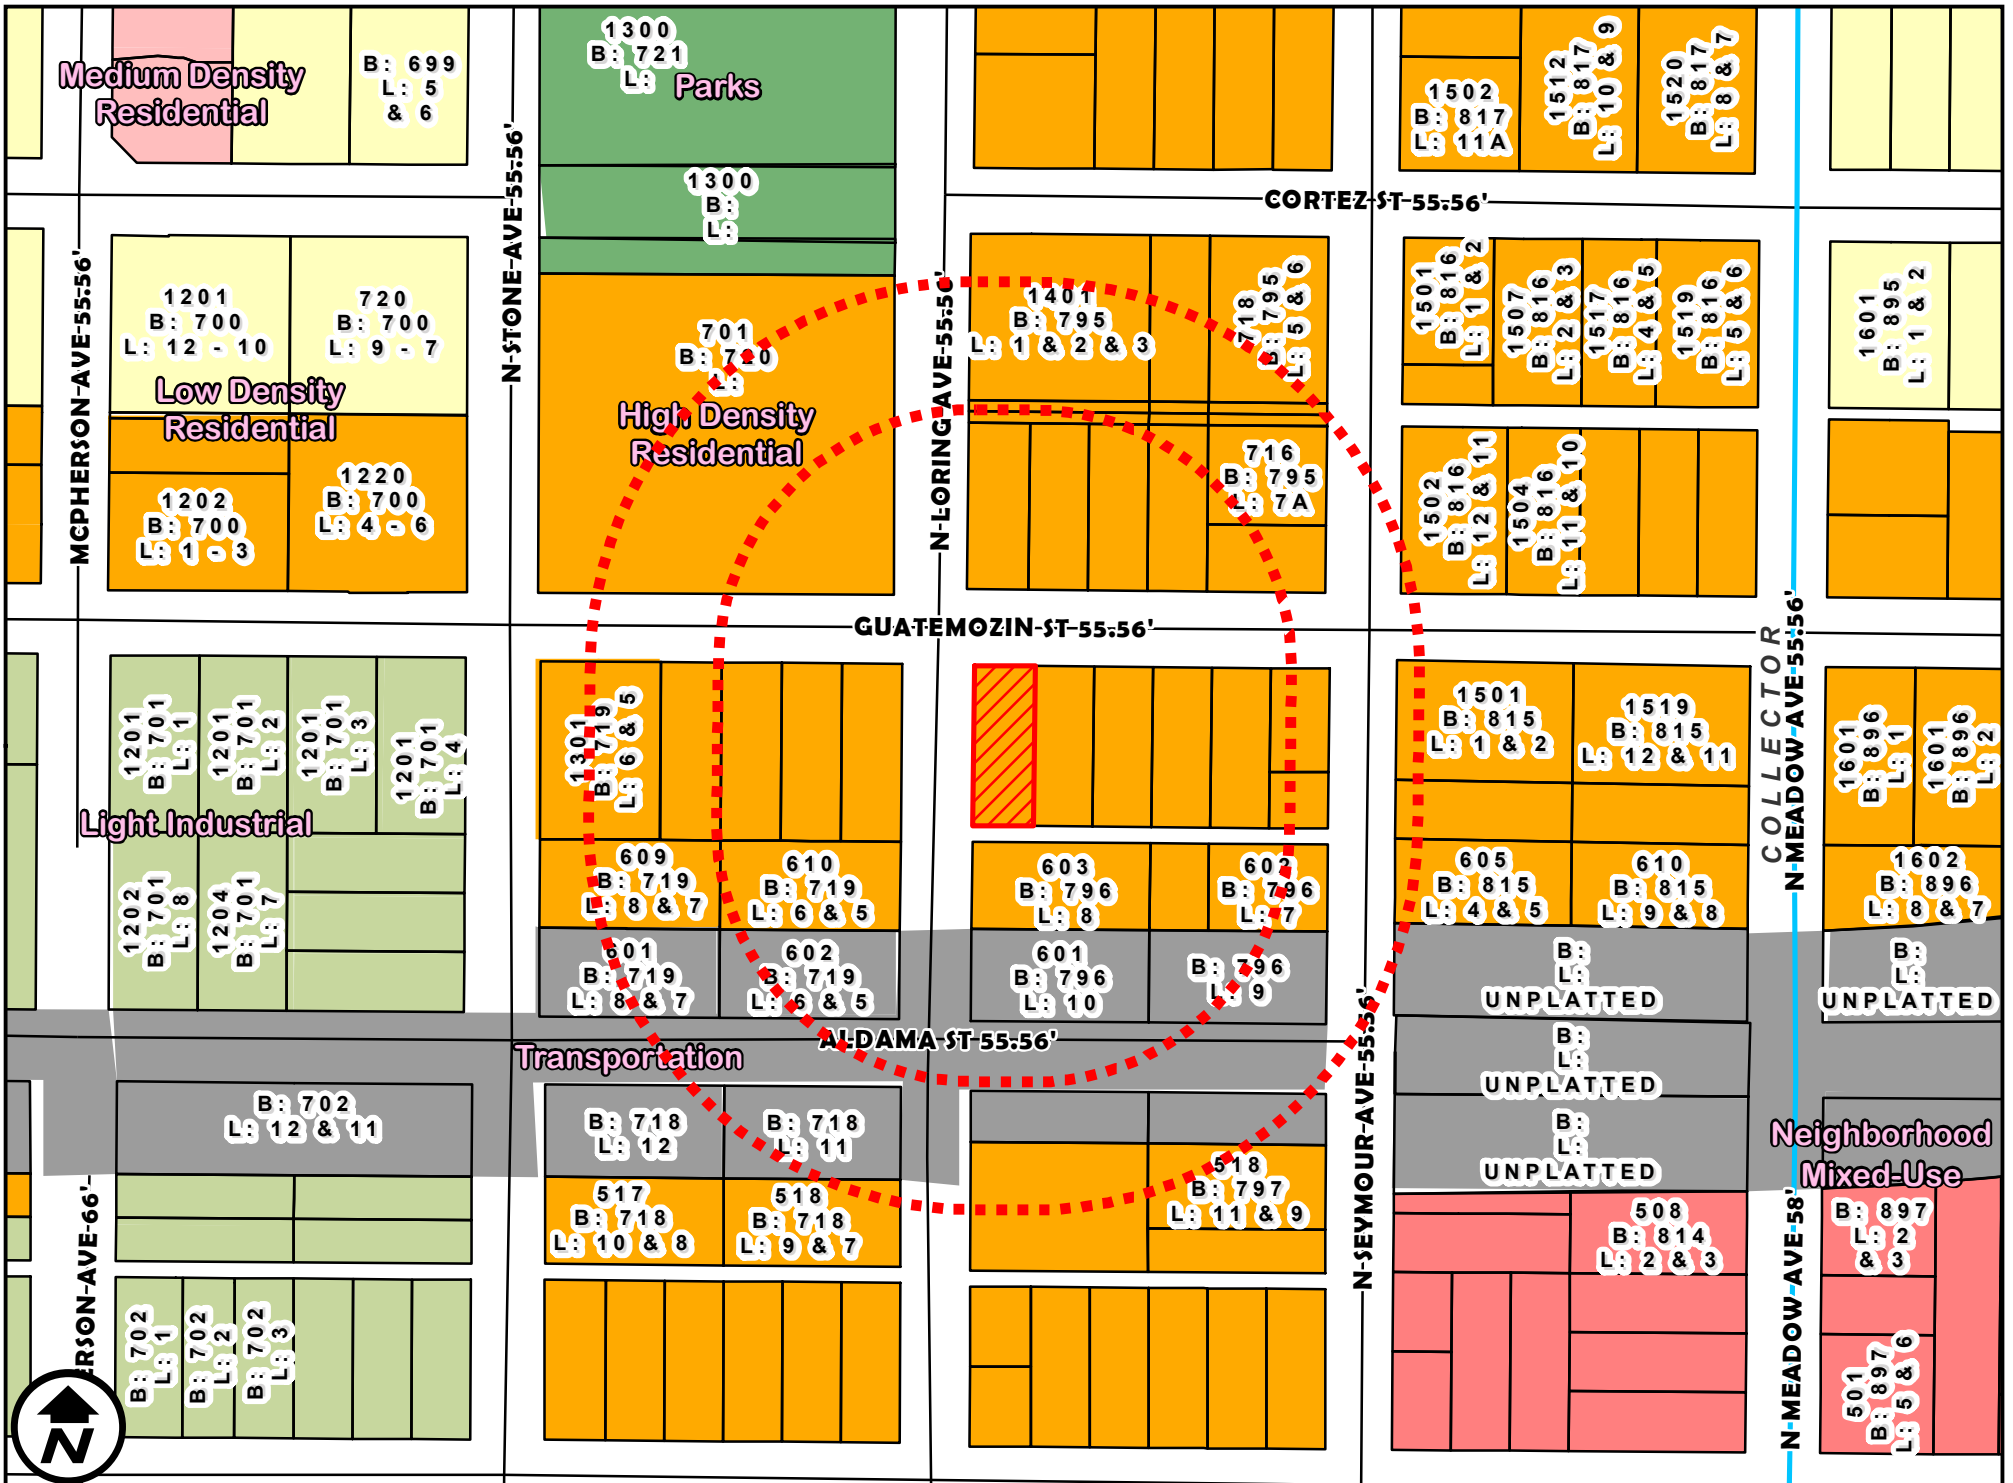 Medium Density
Residential
B: 699
L: 5
& 6
1300
B: 721
L:
Parks
1300
B:
L:
1502
B: 817
L: 11A
1512
B: 817
L: 10 & 9
1520
B: 817
L: 8 & 7
CORTEZ ST 55.56'
MCPHERSON-AVE-55.56'
N-STONE-AVE-55.56'
N-LORING AVE-55.56'
1201
B: 700
L: 12 - 10
720
B: 700
L: 9 - 7
Low Density
Residential
1202
B: 700
L: 1 - 3
1220
B: 700
L: 4 - 6
701
B: 720
L:
High Density
Residential
1401
B: 795
L: 1 & 2 & 3
718
B: 795
L: 5 & 6
716
B: 795
L: 7A
1501
B: 816
L: 1 & 2
1507
B: 816
L: 2 & 3
1517
B: 816
L: 4 & 5
1519
B: 816
L: 5 & 6
1502
B: 816
L: 12 & 11
1504
B: 816
L: 11 & 10
1601
B: 895
L: 1 & 2
GUATEMOZIN-ST-55.56'
1201
B: 701
L: 1
1201
B: 701
L: 2
1201
B: 701
L: 3
1201
B: 701
L: 4
Light Industrial
1202
B: 701
L: 8
1204
B: 701
L: 7
1301
B: 719
L: 6 & 5
609
B: 719
L: 8 & 7
610
B: 719
L: 6 & 5
601
B: 719
L: 8 & 7
602
B: 719
L: 6 & 5
603
B: 796
L: 8
602
B: 796
L: 7
601
B: 796
L: 10
B: 796
L: 9
1501
B: 815
L: 1 & 2
1519
B: 815
L: 12 & 11
605
B: 815
L: 4 & 5
610
B: 815
L: 9 & 8
COLLECTOR
N-MEADOW-AVE-55.56'
1601
B: 896
L: 1
1601
B: 896
L: 2
1602
B: 896
L: 8 & 7
B:
L:
UNPLATTED
B:
L:
UNPLATTED
B:
L:
UNPLATTED
B:
L:
UNPLATTED
ALDAMA ST 55.56'
Transportation
N-SEYMOUR-AVE-55.56'
B: 702
L: 12 & 11
B: 718
L: 12
B: 718
L: 11
517
B: 718
L: 10 & 8
518
B: 718
L: 9 & 7
518
B: 797
L: 11 & 9
Neighborhood
Mixed-Use
508
B: 814
L: 2 & 3
B: 897
L: 2
& 3
501
B: 897
L: 5 & 6
N-MEADOW-AVE-58'
ERSON-AVE-66'
B: 702
L: 1
B: 702
L: 2
B: 702
L: 3
N